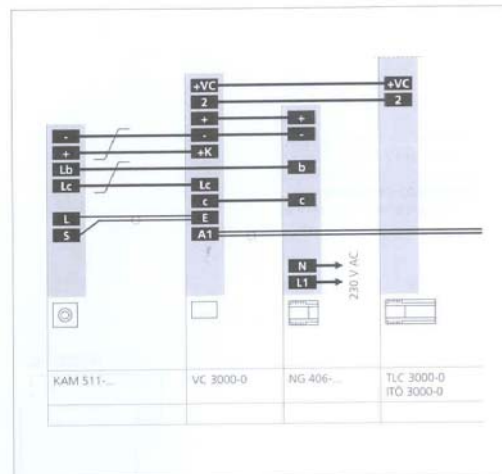 +VC
+VC
2
2
+
+
-
-
-
+
+K
Lb
b
Lc
Lc
c
c
L
E
S
A1
N
L1
230 V AC
KAM 511-...
VC 3000-0
NG 406-...
TLC 3000-0
ITÖ 3000-0